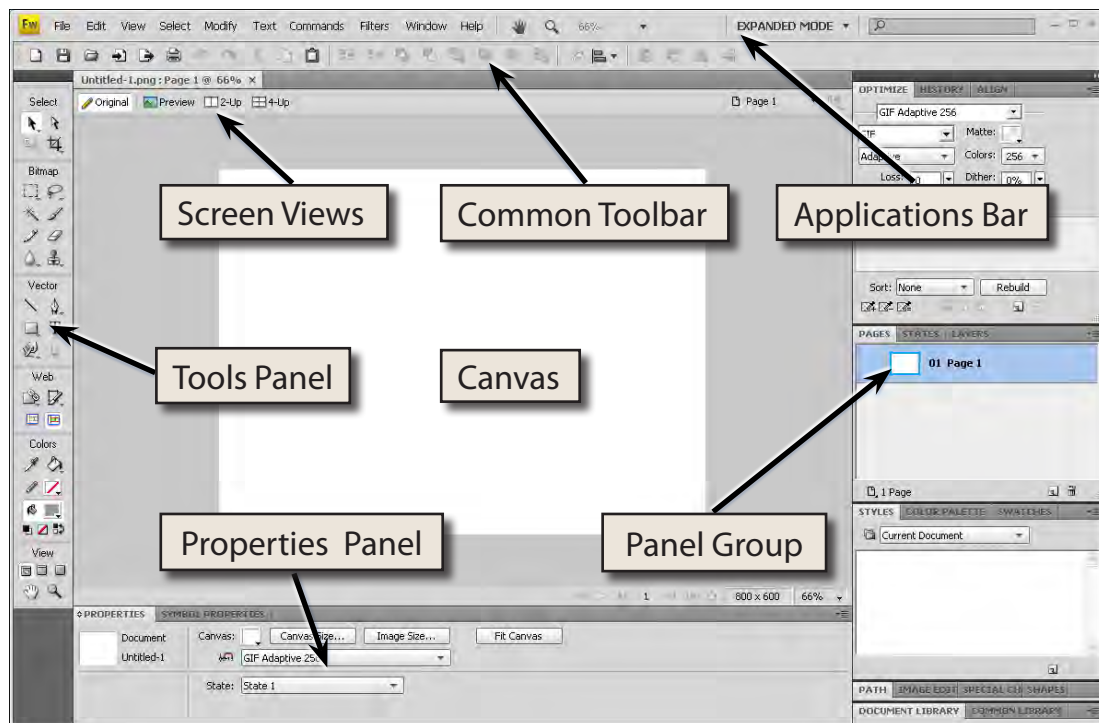 Fw File Edit View Select Modify Text Commands Filters Window Help 66% EXPANDED MODE
Untitled-1.png : Page 1 @ 66% ×
Original Preview 2-Up 4-Up Page 1
Select
Bitmap
Vector
Web
Colors
View
Screen Views
Common Toolbar
Applications Bar
Tools Panel
Canvas
Properties Panel
Panel Group
OPTIMIZE HISTORY ALIGN
GIF Adaptive 256
GIF Matte:
Adaptive Colors: 256
Loss: 0 Dither: 0%
Sort: None Rebuild
PAGES STATES LAYERS
01 Page 1
1 Page
STYLES COLOR PALETTE SWATCHES
Current Document
PATH IMAGE EDIT SPECIAL CH SHAPES
DOCUMENT LIBRARY COMMON LIBRARY
1 800 x 600 66%
PROPERTIES SYMBOL PROPERTIES
Document Canvas: Canvas Size... Image Size... Fit Canvas
Untitled-1 GIF Adaptive
State: State 1